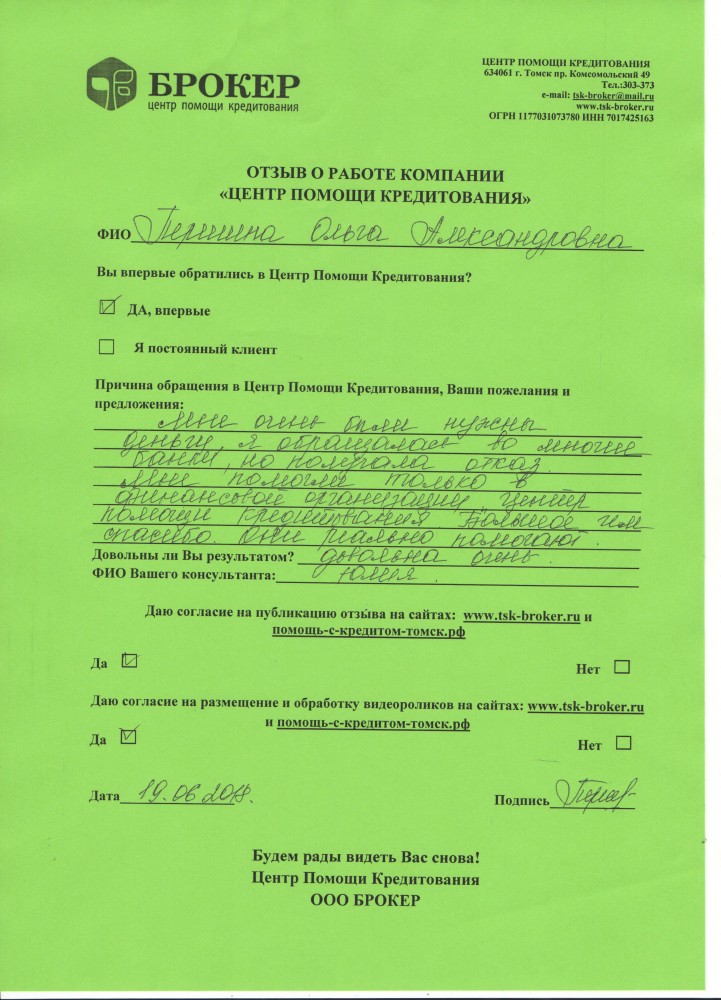 БРОКЕР
центр помощи кредитования
ЦЕНТР ПОМОЩИ КРЕДИТОВАНИЯ
634061 г. Томск пр. Комсомольский 49
Тел.:303-373
e-mail: tsk-broker@mail.ru
www.tsk-broker.ru
ОГРН 1177031073780 ИНН 7017425163
ОТЗЫВ О РАБОТЕ КОМПАНИИ
«ЦЕНТР ПОМОЩИ КРЕДИТОВАНИЯ»
ФИО Першина Ольга Александровна
Вы впервые обратились в Центр Помощи Кредитования?
ДА, впервые
Я постоянный клиент
Причина обращения в Центр Помощи Кредитования, Ваши пожелания и
предложения:
Мне очень были нужны
деньги, я обращалась во многие
банки, но получала отказ.
Мне помогли только в
финансовой организации центр
помощи кредитования. Большое им
спасибо. Они реально помогают.
Довольны ли Вы результатом? довольна очень.
ФИО Вашего консультанта: Юлия.
Даю согласие на публикацию отзыва на сайтах: www.tsk-broker.ru и
помощь-с-кредитом-томск.рф
Да
Нет
Даю согласие на размещение и обработку видеороликов на сайтах: www.tsk-broker.ru
и помощь-с-кредитом-томск.рф
Да
Нет
Дата 19.06.2018.
Подпись
Будем рады видеть Вас снова!
Центр Помощи Кредитования
ООО БРОКЕР